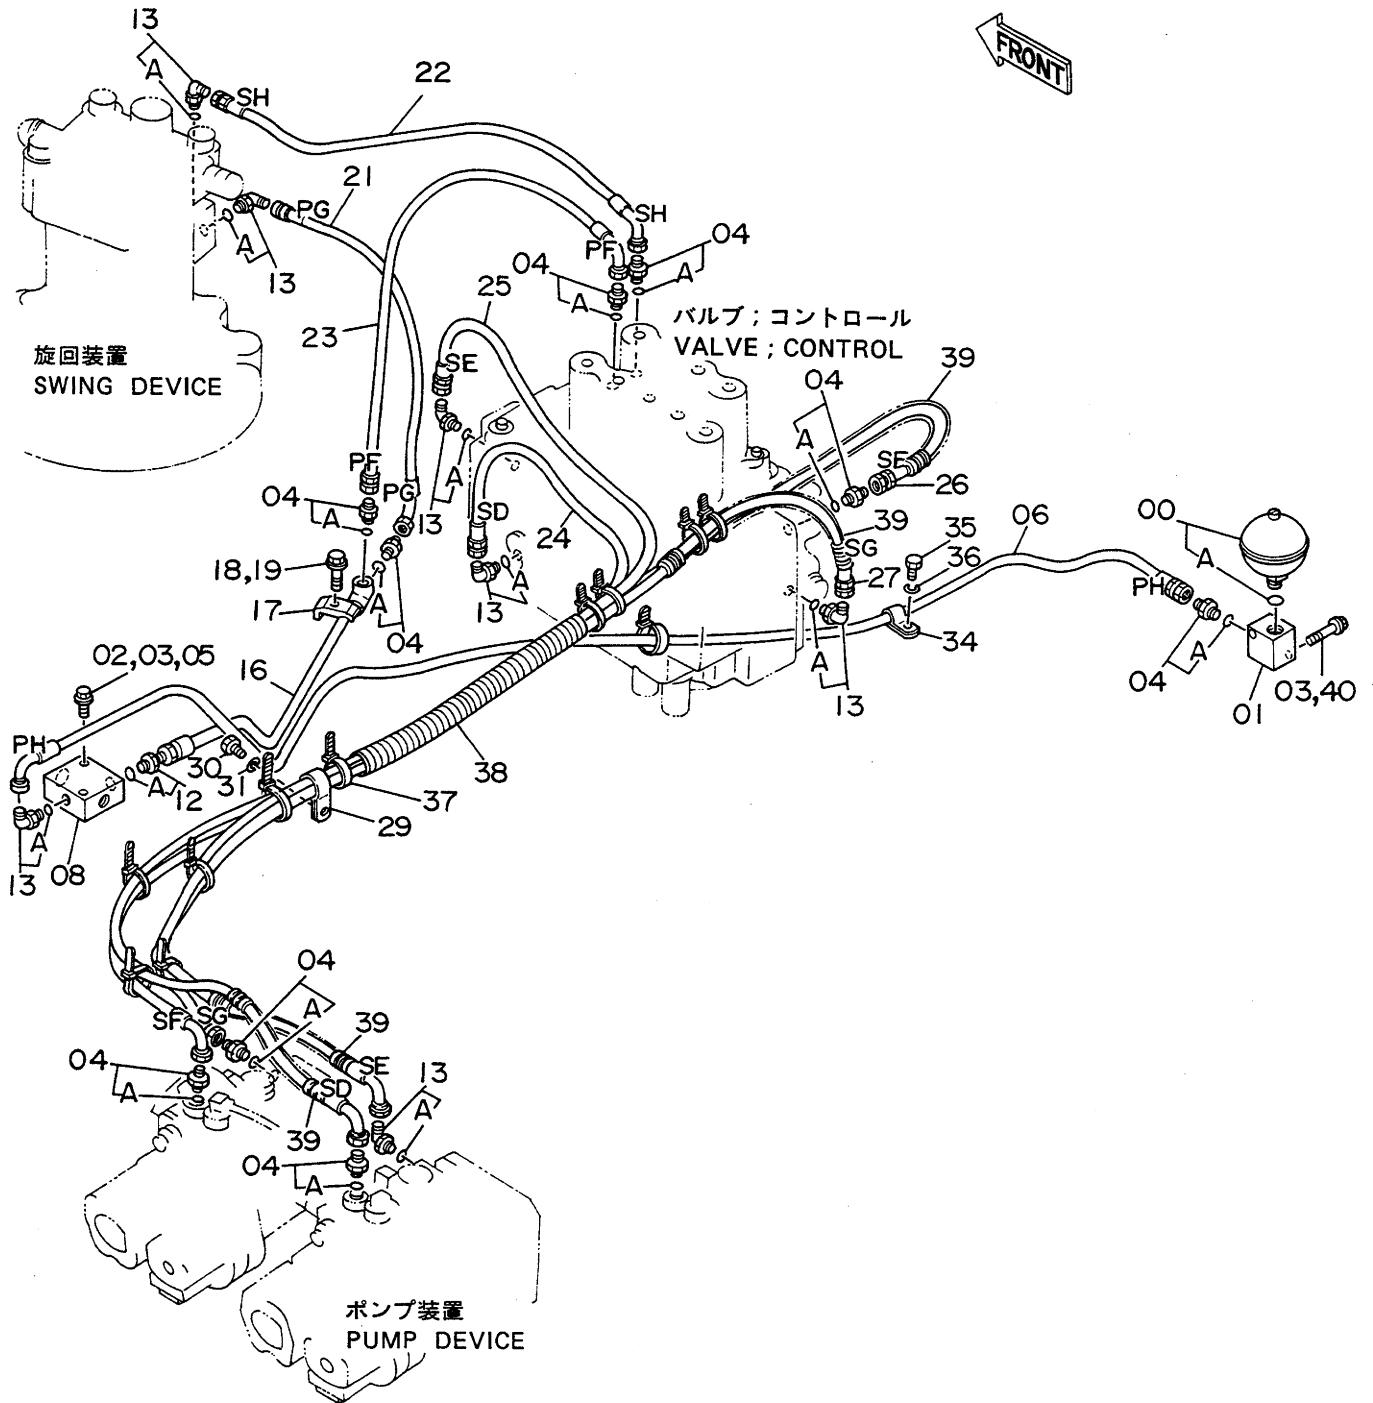 13
FRONT
A
SH
22
21
PG
SH
04
PF
A
04
A
A
13
25
23
バルブ ; コントロール
VALVE ; CONTROL
旋回装置
SWING DEVICE
SE
04
39
A
PF
A
SF
26
PG
04
A
13
SD
24
39
SG
35
06
00
A
18,19
36
27
PH
17
A
04
13
A
34
04
A
02,03,05
16
A
13
03,40
01
PH
38
30
31
A
12
37
29
A
13
08
04
A
SF
SG
39
SE
04
A
SD
13
A
39
04
A
ポンプ装置
PUMP DEVICE